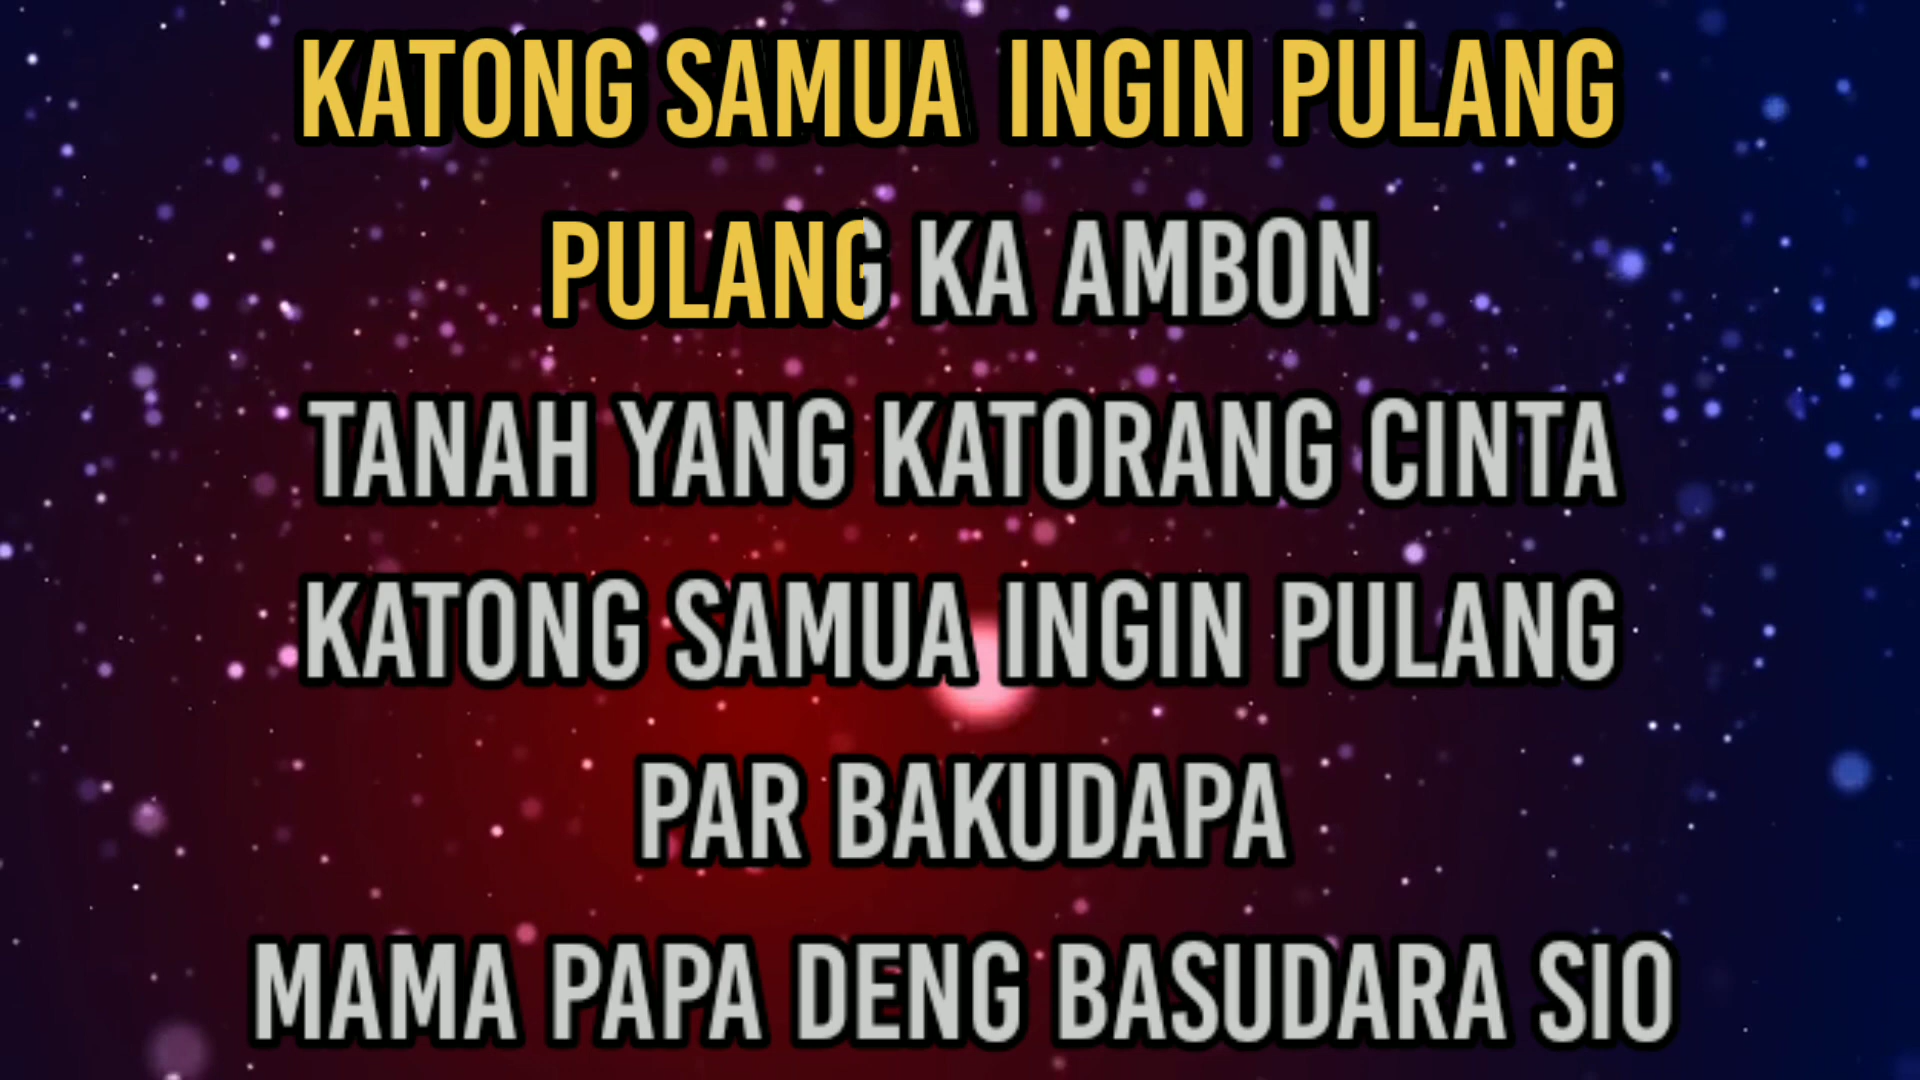 KATONG SAMUA INGIN PULANG
PULANG KA AMBON
TANAH YANG KATORANG CINTA
KATONG SAMUA INGIN PULANG
PAR BAKUDAPA
MAMA PAPA DENG BASUDARA SIO